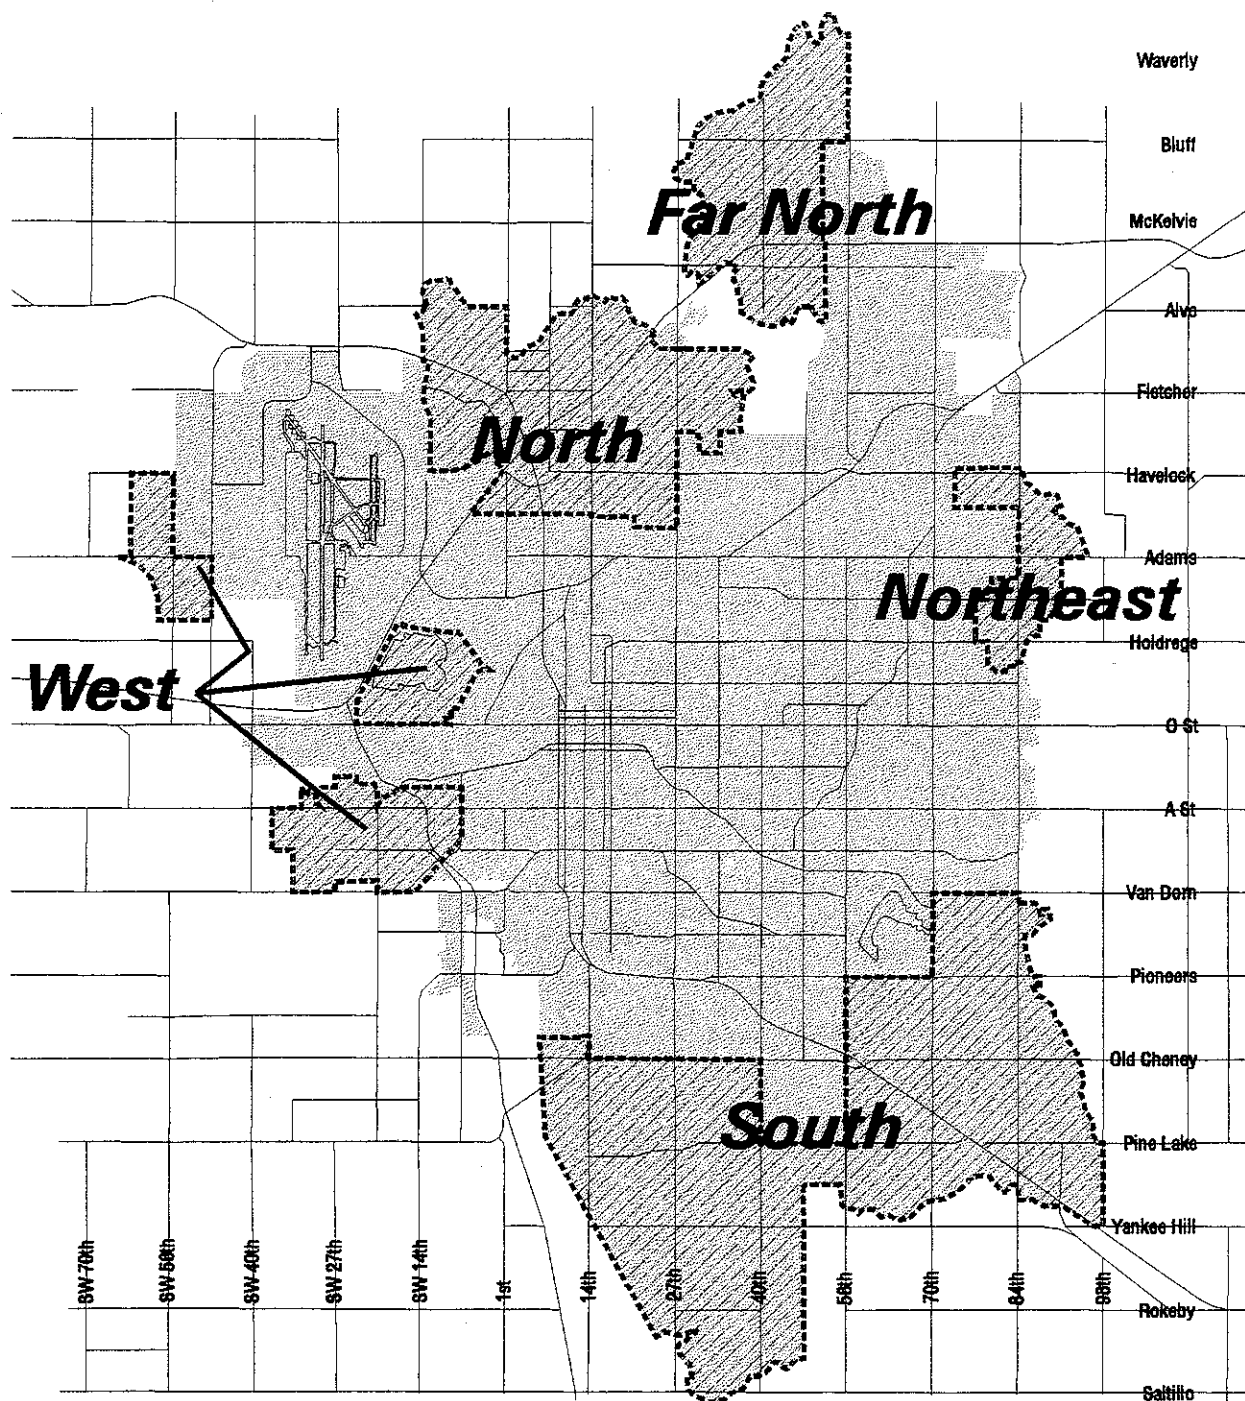 Waverly
Bluff
Far North
McKelvie
Alvo
Fletcher
North
Havelock
Adams
Northeast
Holdrege
West
O St
A St
Van Dorn
Pioneers
Old Cheney
South
Pine Lake
Yankee Hill
SW 70th
SW 56th
SW 40th
SW 27th
SW 14th
1st
14th
27th
40th
56th
70th
84th
98th
Rokeby
Saltillo